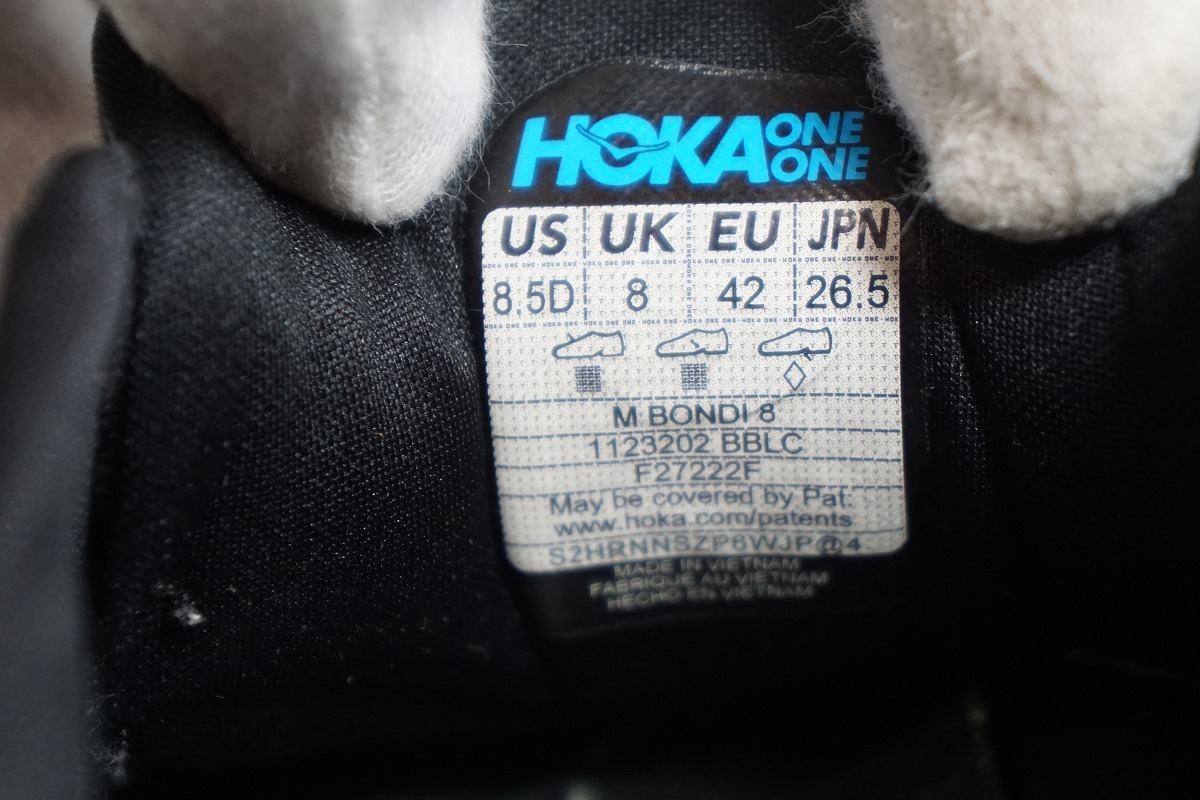 HOKA ONE ONE
US UK EU JPN
8.5D 8 42 26.5
M BONDI 8
1123202 BBLC
F27222F
May be covered by Pat:
www.hoka.com/patents
S2HRNNSZP6WJP@4
MADE IN VIETNAM
FABRIQUE AU VIETNAM
HECHO EN VIETNAM